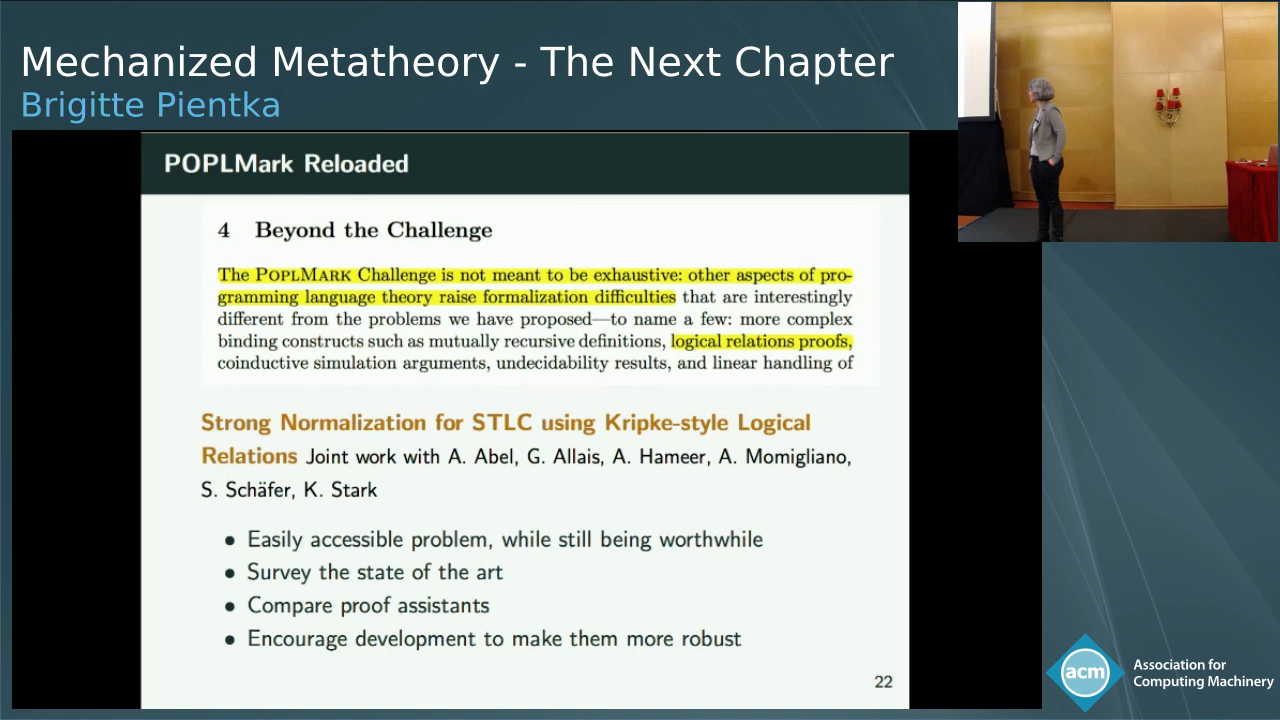 Mechanized Metatheory - The Next Chapter
Brigitte Pientka
POPLMark Reloaded
4 Beyond the Challenge
The POPLMARK Challenge is not meant to be exhaustive: other aspects of pro-
gramming language theory raise formalization difficulties that are interestingly
different from the problems we have proposed—to name a few: more complex
binding constructs such as mutually recursive definitions, logical relations proofs,
coinductive simulation arguments, undecidability results, and linear handling of
Strong Normalization for STLC using Kripke-style Logical
Relations Joint work with A. Abel, G. Allais, A. Hameer, A. Momigliano,
S. Schäfer, K. Stark
• Easily accessible problem, while still being worthwhile
• Survey the state of the art
• Compare proof assistants
• Encourage development to make them more robust
22
acm
Association for
Computing Machinery